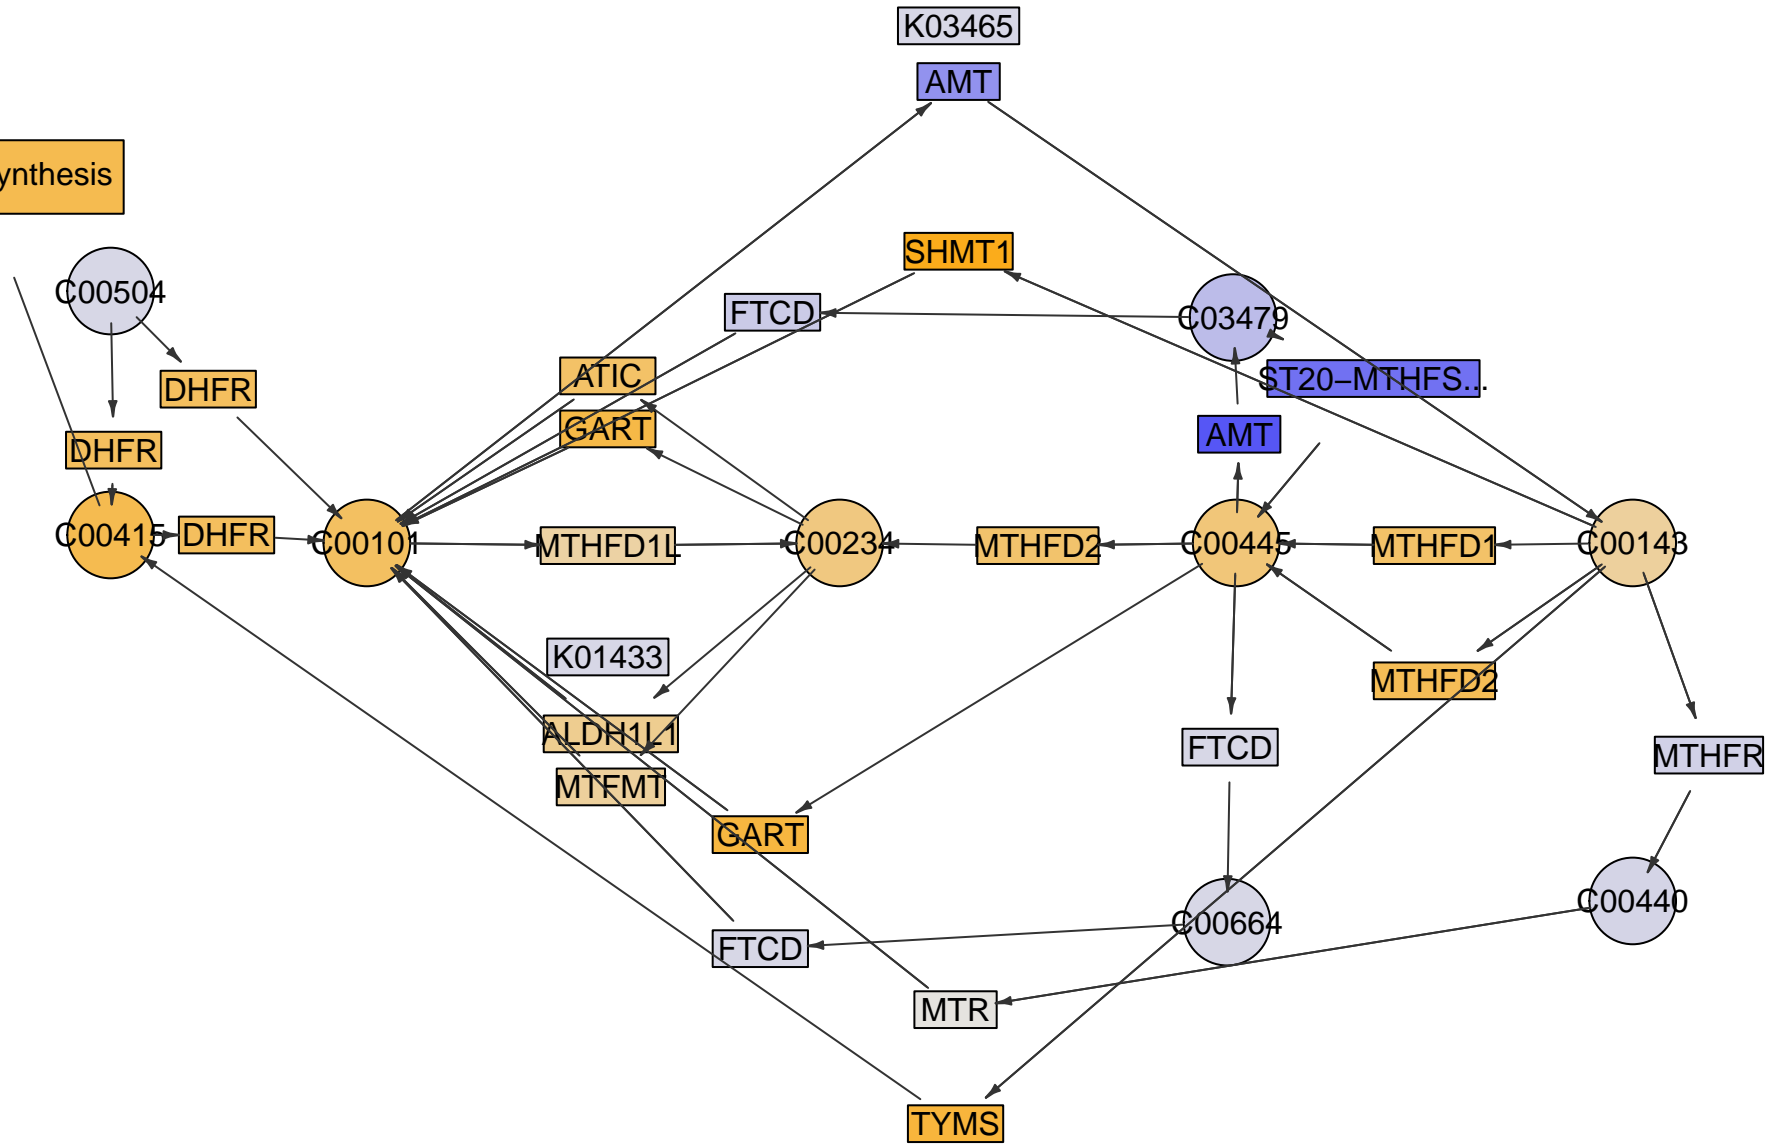 K03465
AMT
ynthesis
SHMT1
C00504
FTCD
C03479
ATIC
ST20−MTHFS...
DHFR
GART
AMT
DHFR
C00415
DHFR
C00101
MTHFD1L
C00234
MTHFD2
C00445
MTHFD1
C00143
K01433
MTHFD2
ALDH1L1
FTCD
MTHFR
MTFMT
GART
C00440
C00664
FTCD
MTR
TYMS